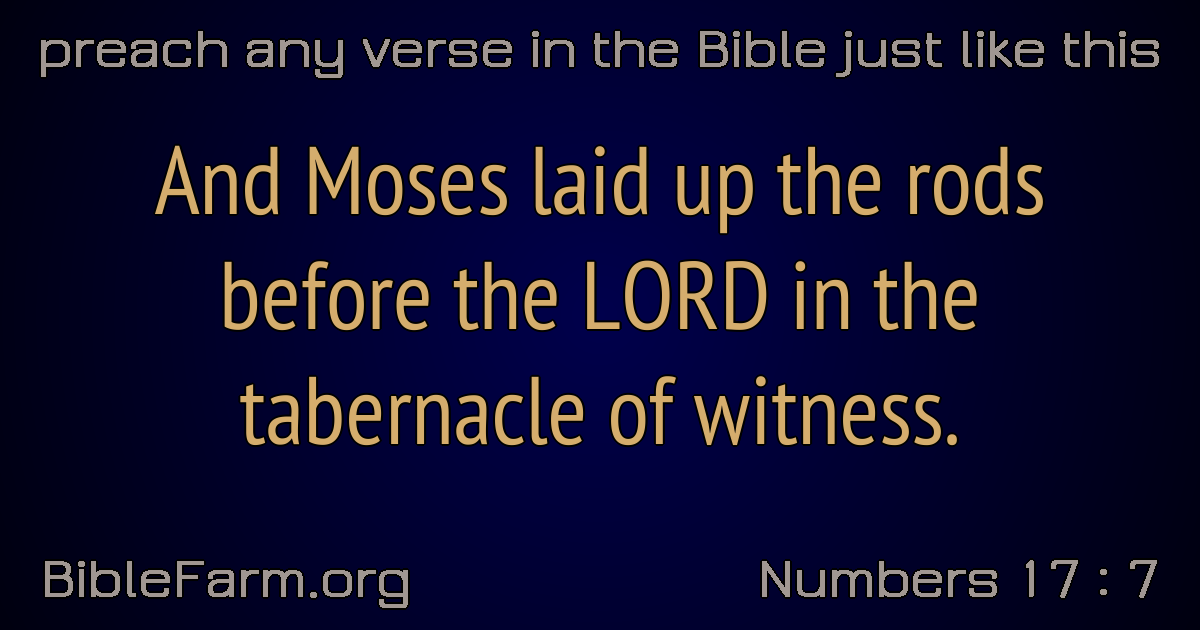 preach any verse in the Bible just like this
And Moses laid up the rods
before the LORD in the
tabernacle of witness.
BibleFarm.org
Numbers 17 : 7